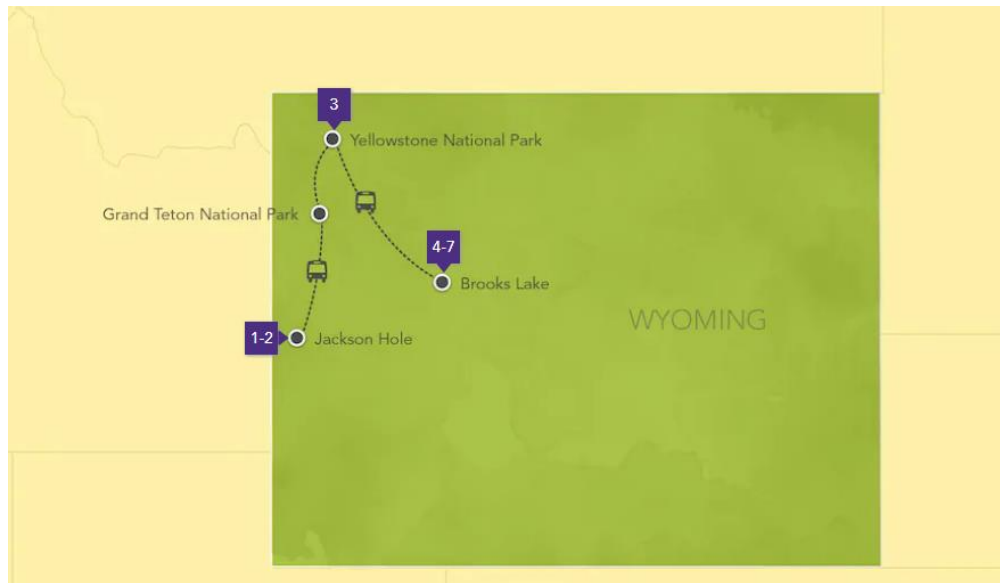 3
Yellowstone National Park
Grand Teton National Park
4-7
Brooks Lake
WYOMING
1-2
Jackson Hole